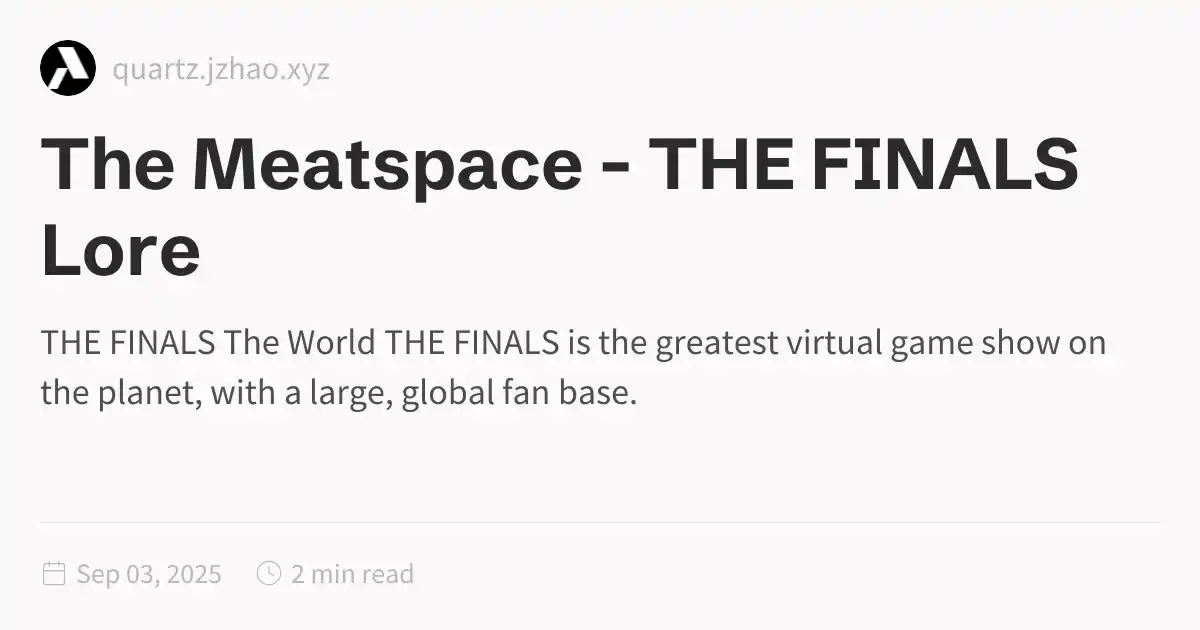 quartz.jzhao.xyz
The Meatspace - THE FINALS
Lore
THE FINALS The World THE FINALS is the greatest virtual game show on
the planet, with a large, global fan base.
Sep 03, 2025 2 min read